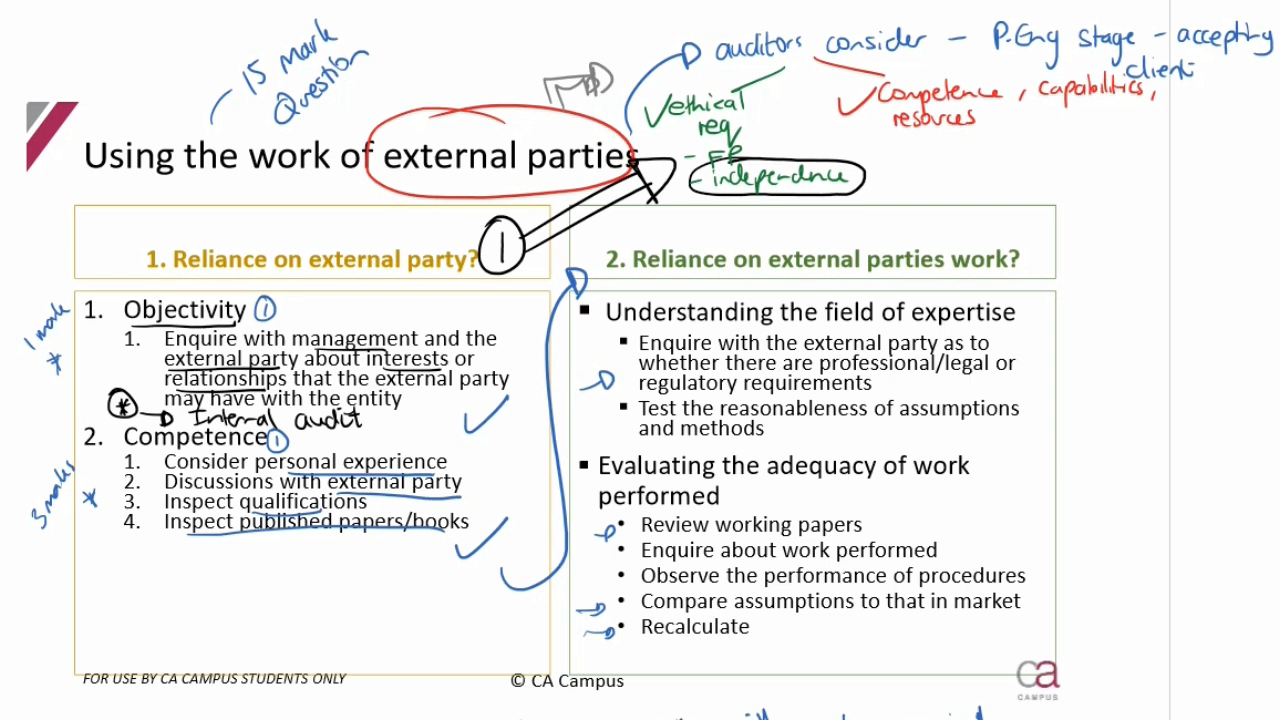 15 mark
Question
auditors consider - P.Eng stage - accepting
client
ethical
req
- independence
Competence, capabilities,
resources
Using the work of external parties
1
1. Reliance on external party?
2. Reliance on external parties work?
1 mark
*
1. Objectivity 1
1. Enquire with management and the
external party about interests or
relationships that the external party
may have with the entity
* Internal audit
2. Competence 1
3 marks
*
1. Consider personal experience
2. Discussions with external party
3. Inspect qualifications
4. Inspect published papers/books
▪ Understanding the field of expertise
▪ Enquire with the external party as to
whether there are professional/legal or
regulatory requirements
▪ Test the reasonableness of assumptions
and methods
▪ Evaluating the adequacy of work
performed
• Review working papers
• Enquire about work performed
• Observe the performance of procedures
• Compare assumptions to that in market
• Recalculate
FOR USE BY CA CAMPUS STUDENTS ONLY
© CA Campus
ca
CAMPUS